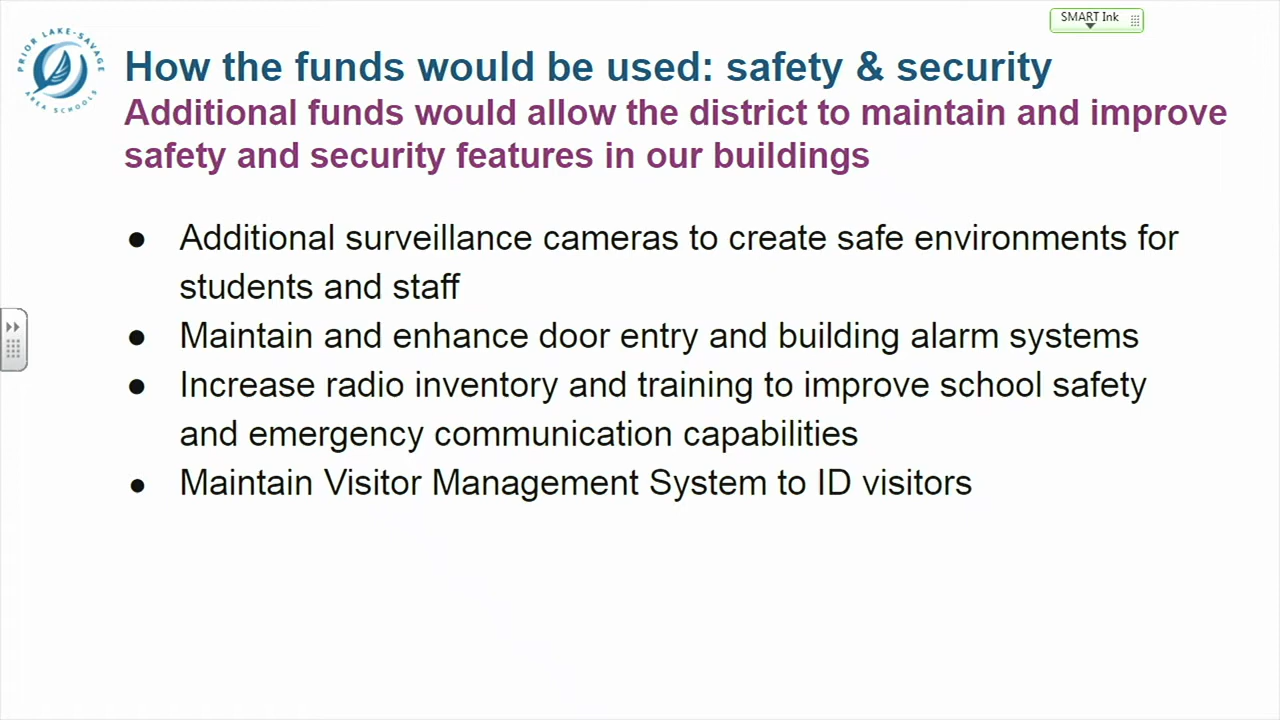 SMART Ink
PRIOR LAKE-SAVAGE
AREA SCHOOLS
How the funds would be used: safety & security
Additional funds would allow the district to maintain and improve
safety and security features in our buildings
● Additional surveillance cameras to create safe environments for
students and staff
● Maintain and enhance door entry and building alarm systems
● Increase radio inventory and training to improve school safety
and emergency communication capabilities
● Maintain Visitor Management System to ID visitors